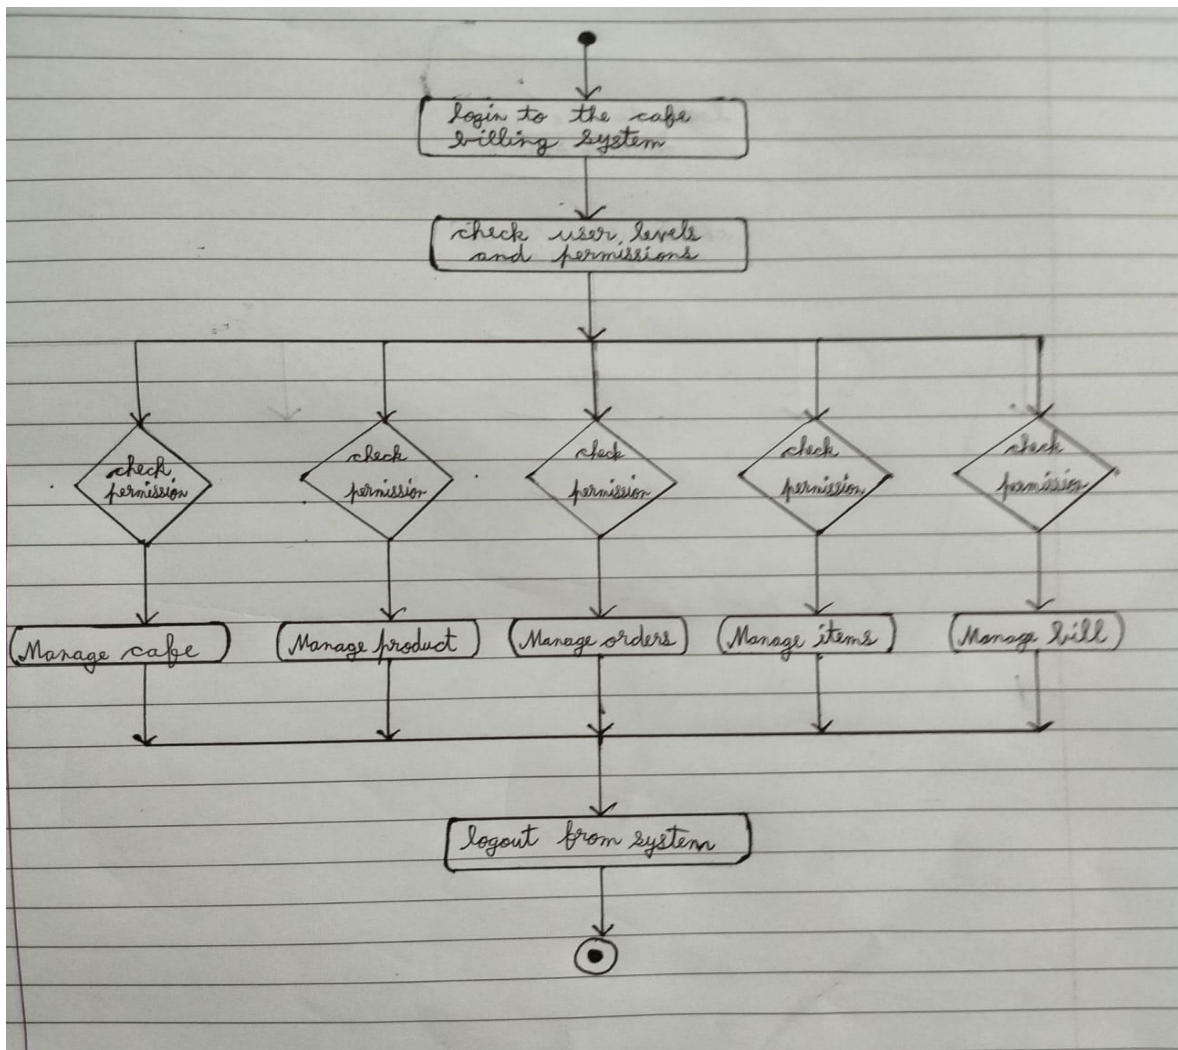 login to the cafe
billing system
check user levels
and permissions
check
permission
check
permission
check
permission
check
permission
check
permission
Manage cafe
Manage product
Manage orders
Manage items
Manage bill
logout from system